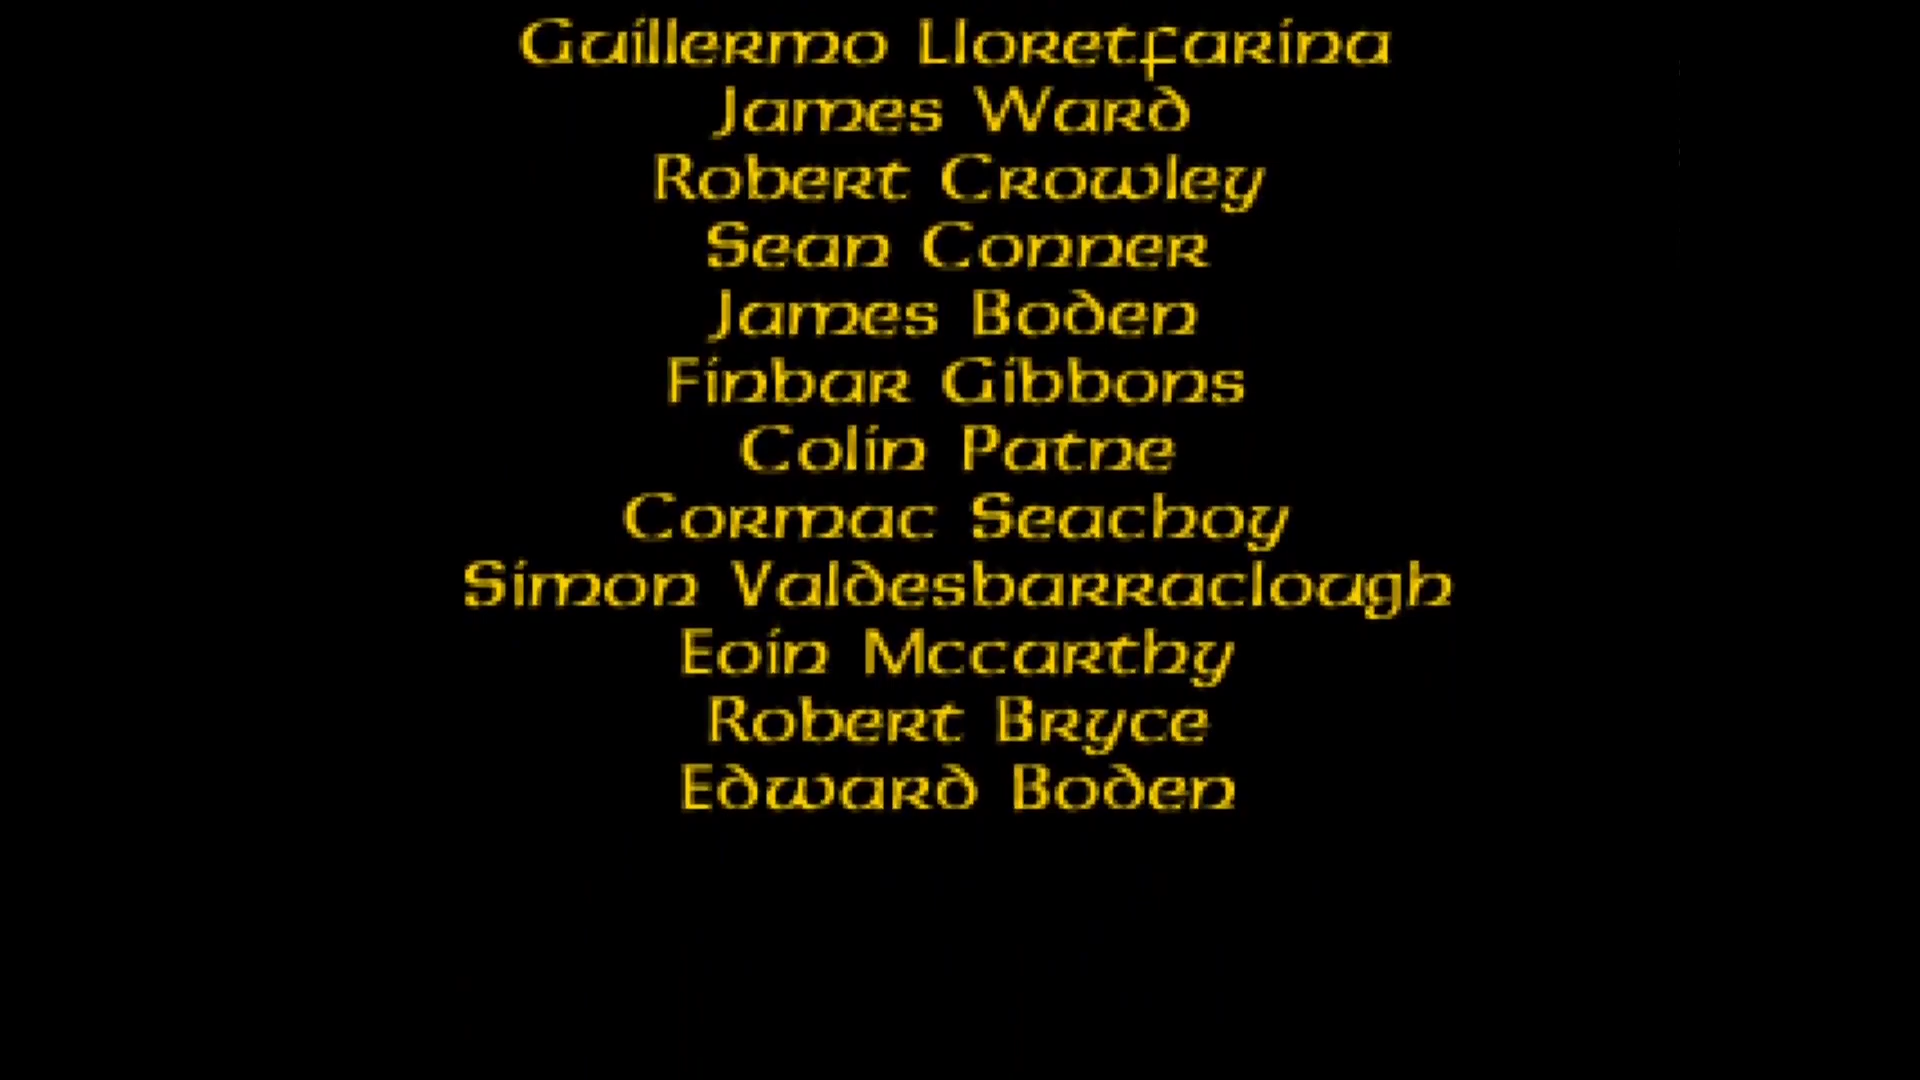 Guillermo Lloretfarina
James Ward
Robert Crowley
Sean Conner
James Boden
Finbar Gibbons
Colin Patne
Cormac Seachoy
Simon Valdesbarraclough
Eoin Mccarthy
Robert Bryce
Edward Boden